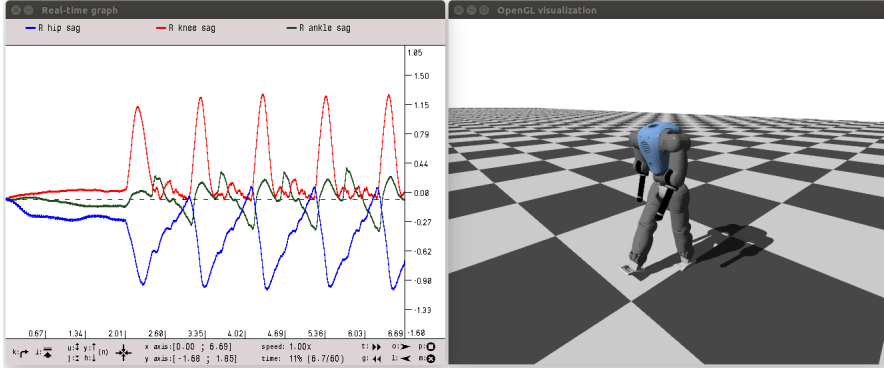 Real-time graph
R hip sag R knee sag R ankle sag
1.85
1.50
1.15
0.79
0.44
0.08
-0.27
-0.62
-0.98
-1.33
-1.68
0.67 1.34 2.01 2.68 3.35 4.02 4.69 5.36 6.03 6.69
k: u: y: (n) x axis:[0.00 ; 6.69] speed: 1.00x t: o: p:
i: j: h: y axis:[-1.68 ; 1.85] time: 11% (6.7/60) g: l: m:
OpenGL visualization